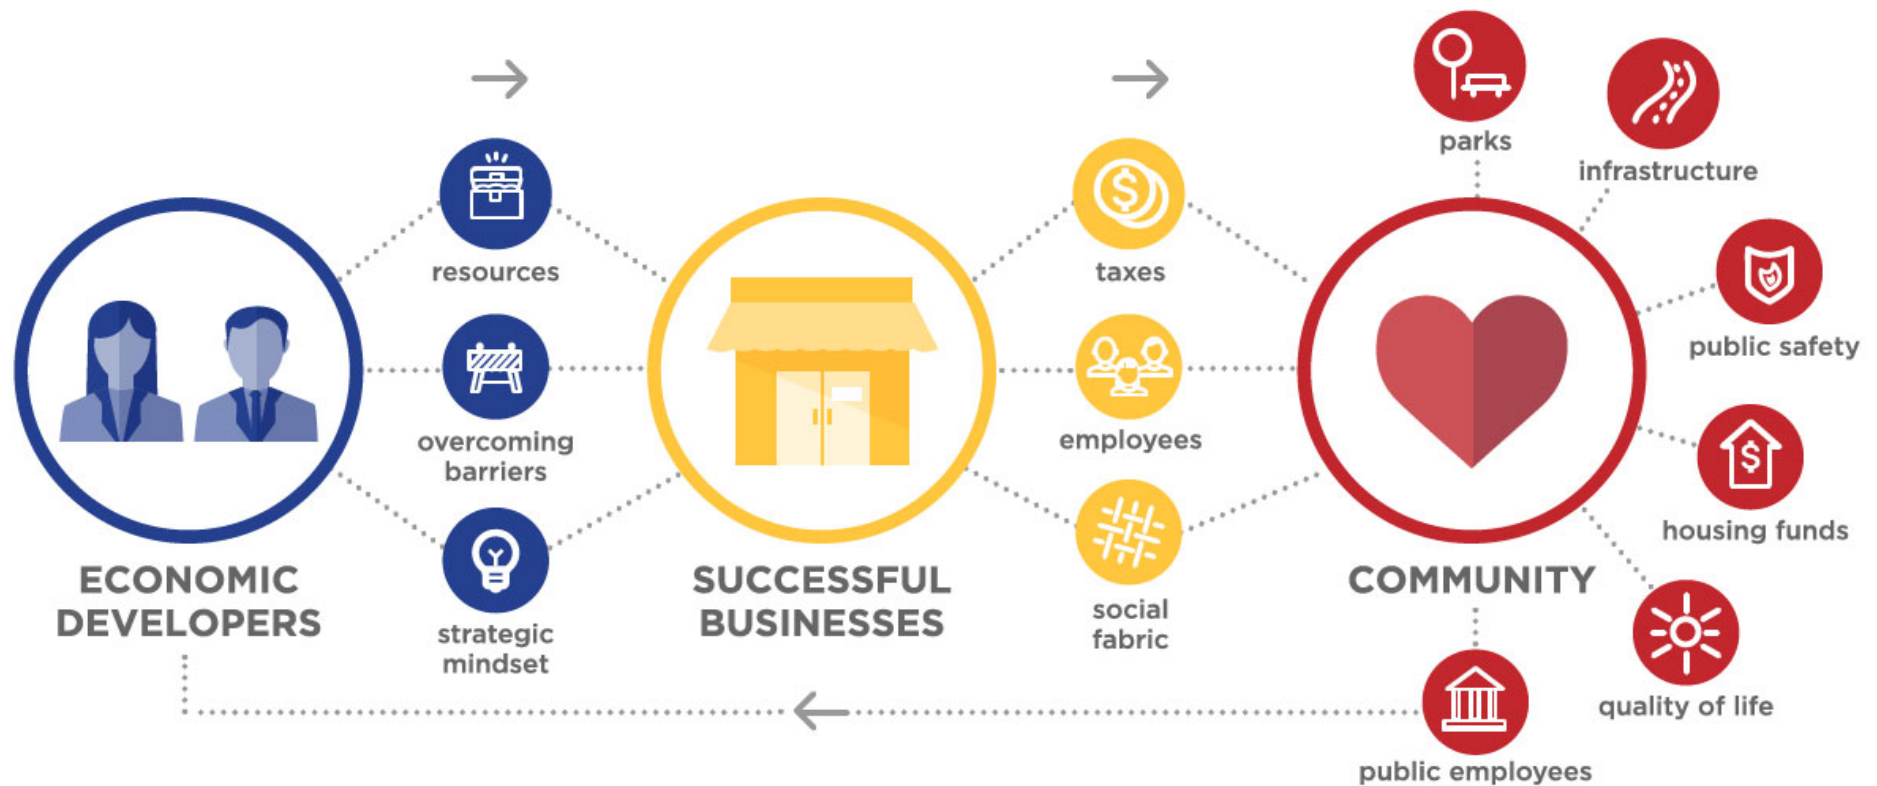 parks
infrastructure
resources
taxes
public safety
overcoming
barriers
employees
housing funds
ECONOMIC
DEVELOPERS
strategic
mindset
SUCCESSFUL
BUSINESSES
social
fabric
COMMUNITY
quality of life
public employees
$
$